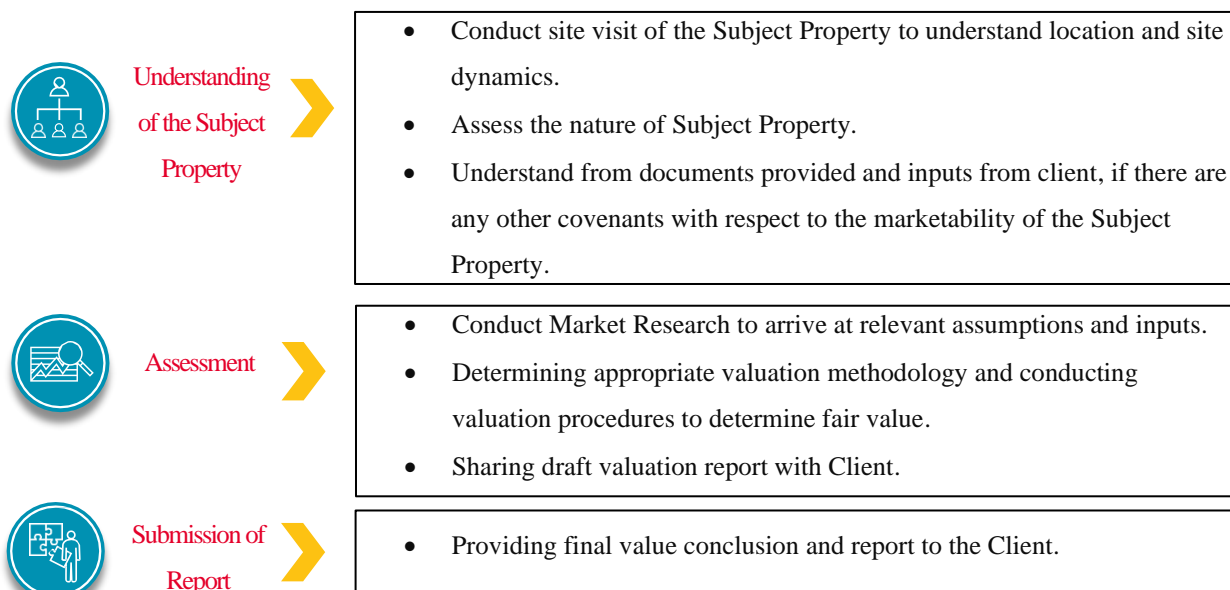 Understanding
of the Subject
Property
• Conduct site visit of the Subject Property to understand location and site
dynamics.
• Assess the nature of Subject Property.
• Understand from documents provided and inputs from client, if there are
any other covenants with respect to the marketability of the Subject
Property.
Assessment
• Conduct Market Research to arrive at relevant assumptions and inputs.
• Determining appropriate valuation methodology and conducting
valuation procedures to determine fair value.
• Sharing draft valuation report with Client.
Submission of
Report
• Providing final value conclusion and report to the Client.